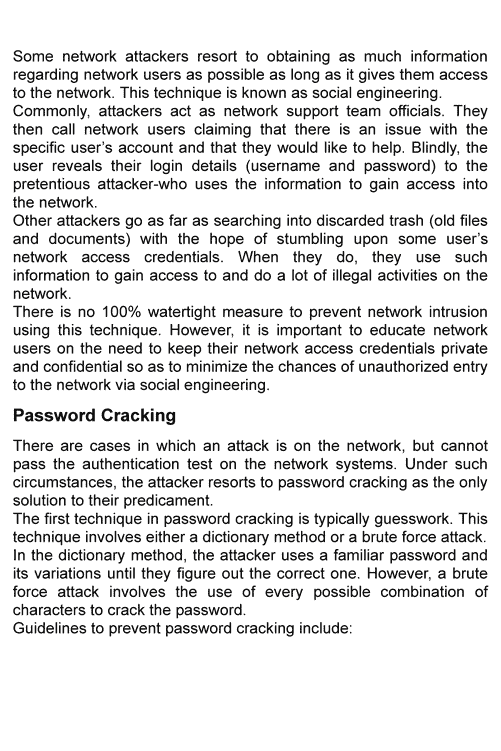 Some network attackers resort to obtaining as much information
regarding network users as possible as long as it gives them access
to the network. This technique is known as social engineering.
Commonly, attackers act as network support team officials. They
then call network users claiming that there is an issue with the
specific user's account and that they would like to help. Blindly, the
user reveals their login details (username and password) to the
pretentious attacker-who uses the information to gain access into
the network.
Other attackers go as far as searching into discarded trash (old files
and documents) with the hope of stumbling upon some user's
network access credentials. When they do, they use such
information to gain access to and do a lot of illegal activities on the
network.
There is no 100% watertight measure to prevent network intrusion
using this technique. However, it is important to educate network
users on the need to keep their network access credentials private
and confidential so as to minimize the chances of unauthorized entry
to the network via social engineering.
Password Cracking
There are cases in which an attack is on the network, but cannot
pass the authentication test on the network systems. Under such
circumstances, the attacker resorts to password cracking as the only
solution to their predicament.
The first technique in password cracking is typically guesswork. This
technique involves either a dictionary method or a brute force attack.
In the dictionary method, the attacker uses a familiar password and
its variations until they figure out the correct one. However, a brute
force attack involves the use of every possible combination of
characters to crack the password.
Guidelines to prevent password cracking include: